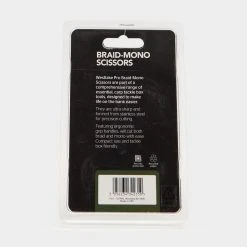 BRAID-MONO
SCISSORS
Westlake Pro Braid-Mono
Scissors are part of a
comprehensive range of
essential, carp tackle box
tools, designed to make
life on the bank easier.
They are ultra sharp and
formed from stainless steel
for precision cutting.
Featuring ergonomic
grip handles, will cut both
braid and mono with ease.
Compact size and tackle
box friendly.